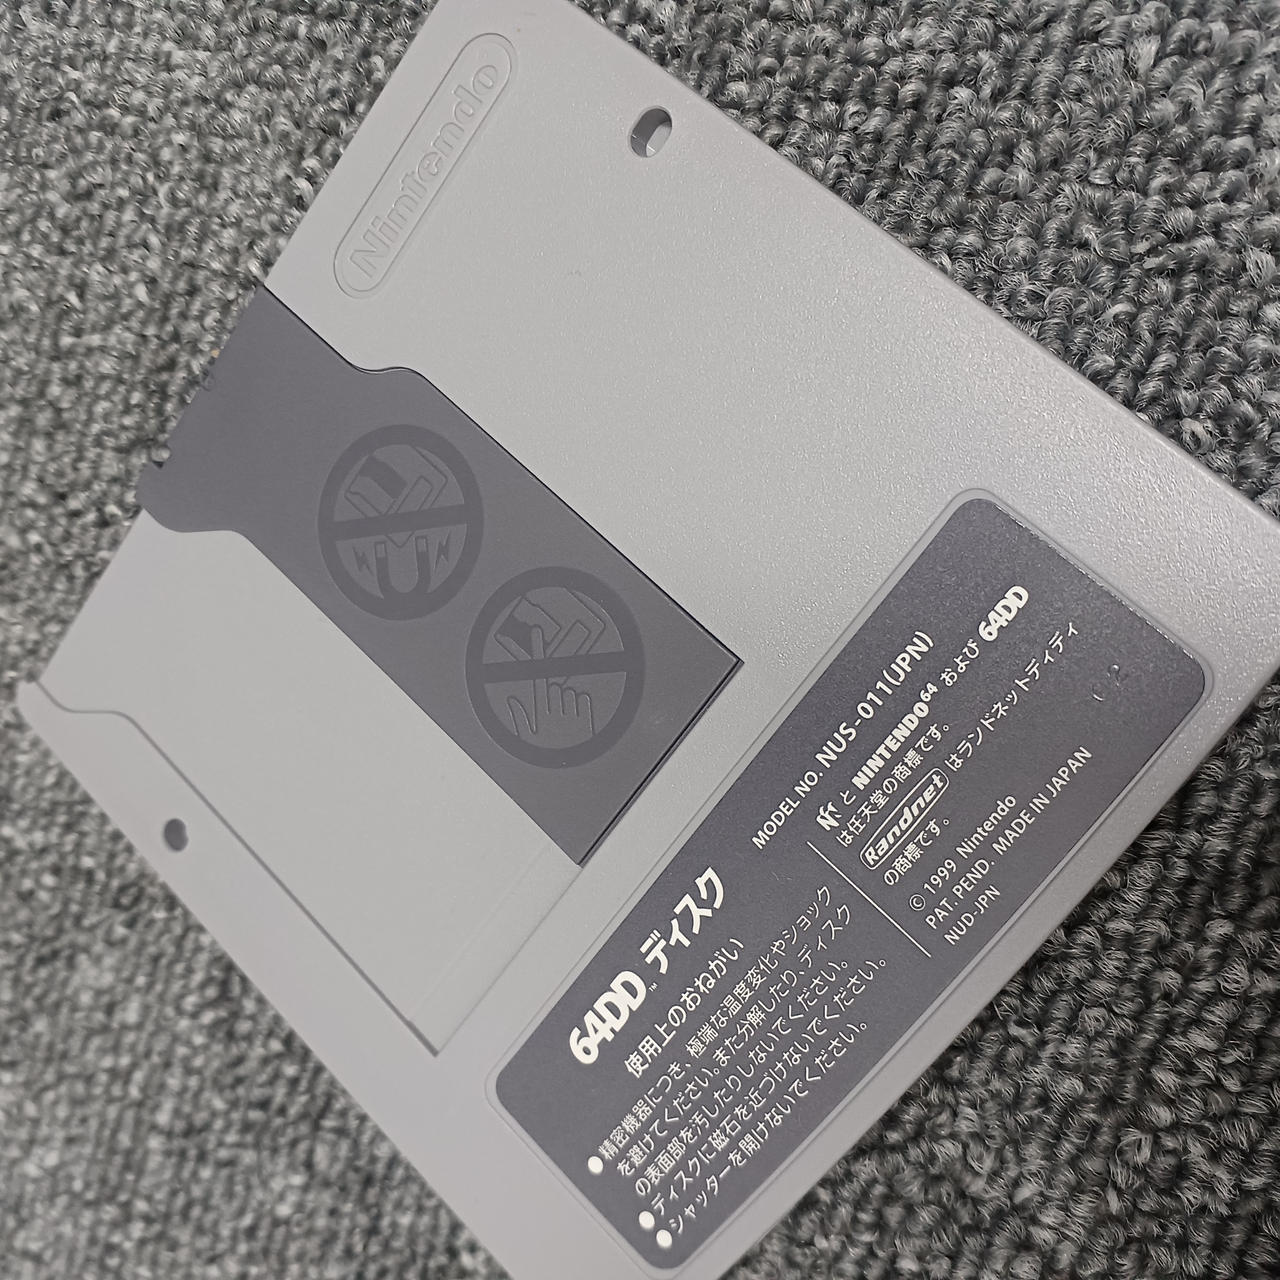 Nintendo
64DD™ ディスク
使用上のおねがい
●精密機器につき、極端な温度変化やショック
を避けてください。また分解したり、ディスク
の表面部を汚したりしないでください。
●ディスクに磁石を近づけないでください。
●シャッターを開けないでください。
MODEL NO. NUS-011(JPN)
と NINTENDO64 および 64DD
は任天堂の商標です。
Randnet はランドネットディディ
の商標です。
© 1999 Nintendo
PAT. PEND. MADE IN JAPAN
NUD-JPN